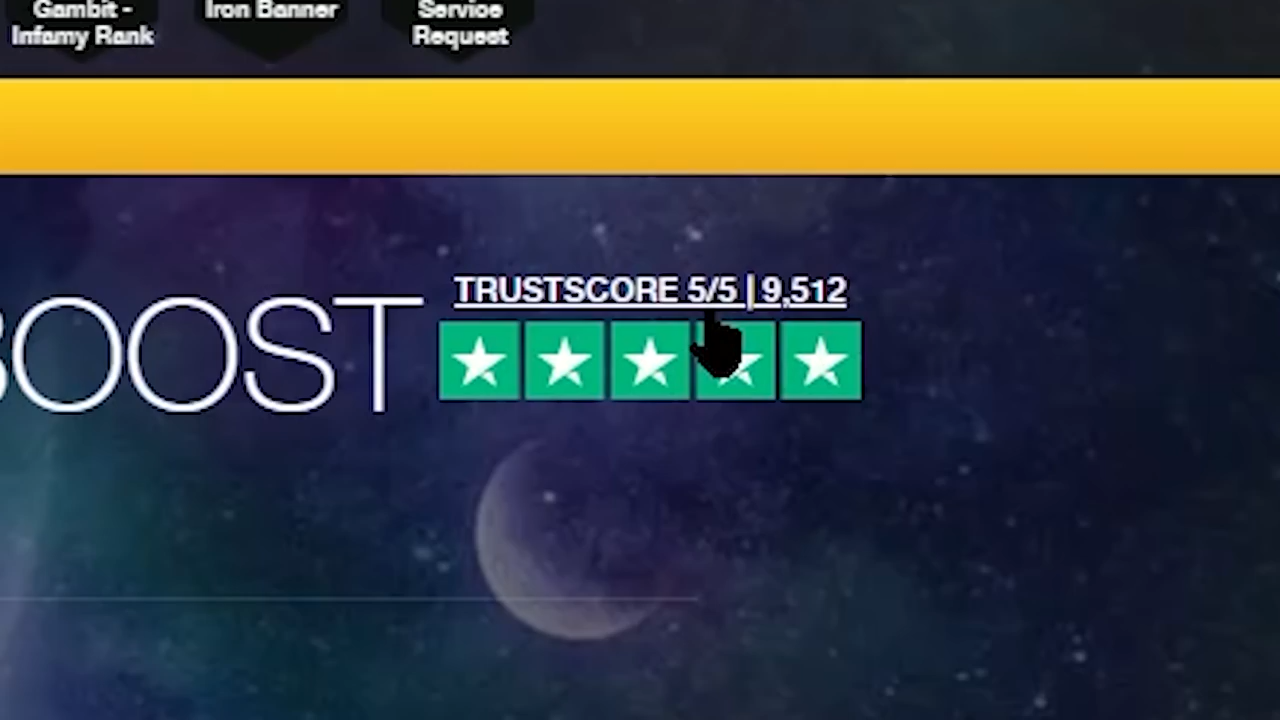 Gambit -
Infamy Rank
Iron Banner
Service
Request
TRUSTSCORE 5/5 | 9,512
BOOST